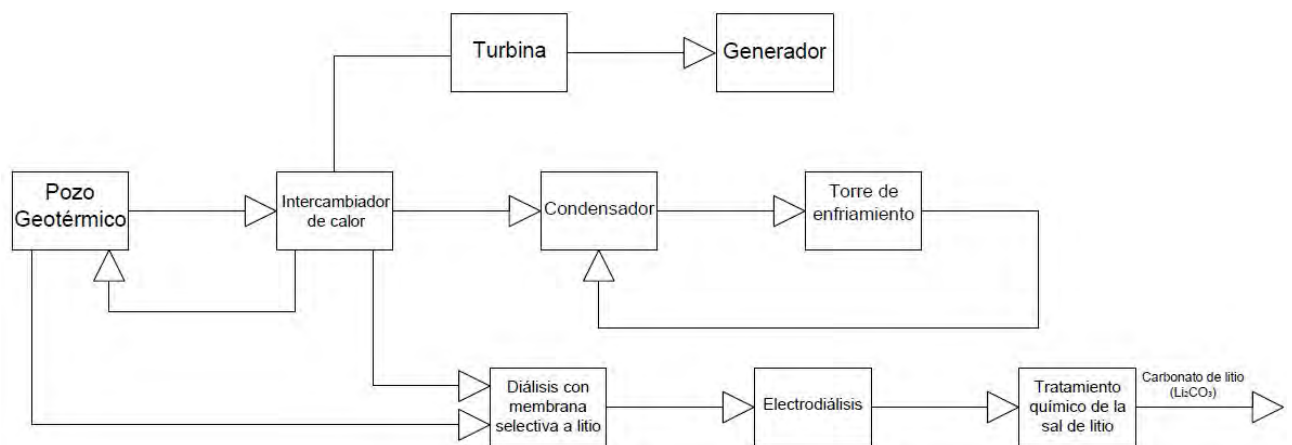 Turbina
Generador
Pozo
Geotérmico
Intercambiador
de calor
Condensador
Torre de
enfriamiento
Diálisis con
membrana
selectiva a litio
Electrodiálisis
Tratamiento
químico de la
sal de litio
Carbonato de litio
(Li₂CO₃)